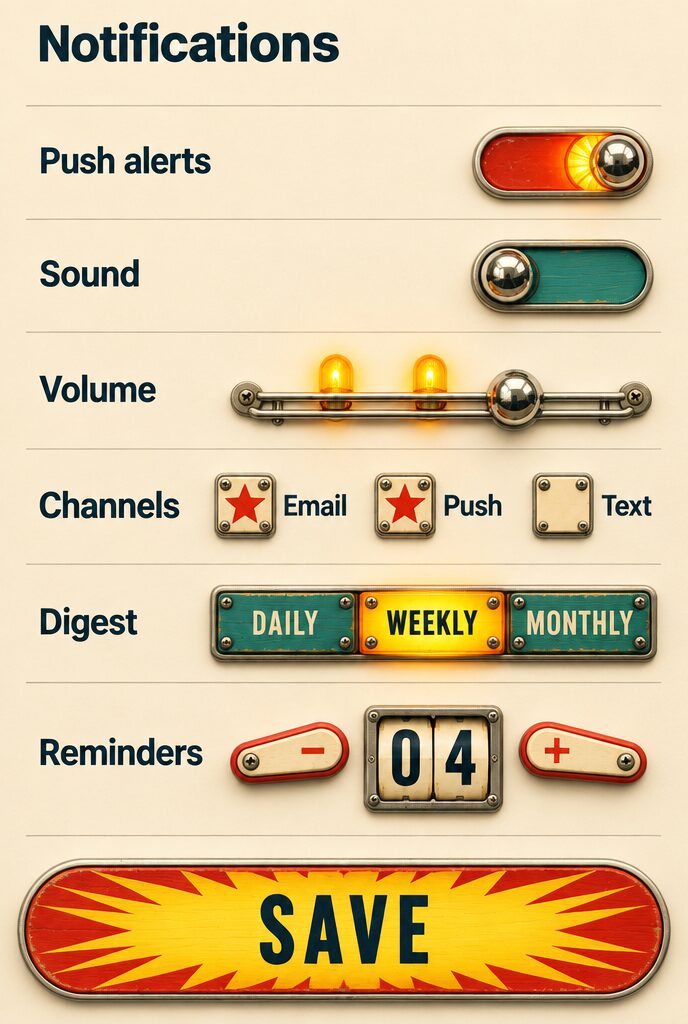 Notifications
Push alerts
Sound
Volume
Channels Email Push Text
Digest DAILY WEEKLY MONTHLY
Reminders − 04 +
SAVE